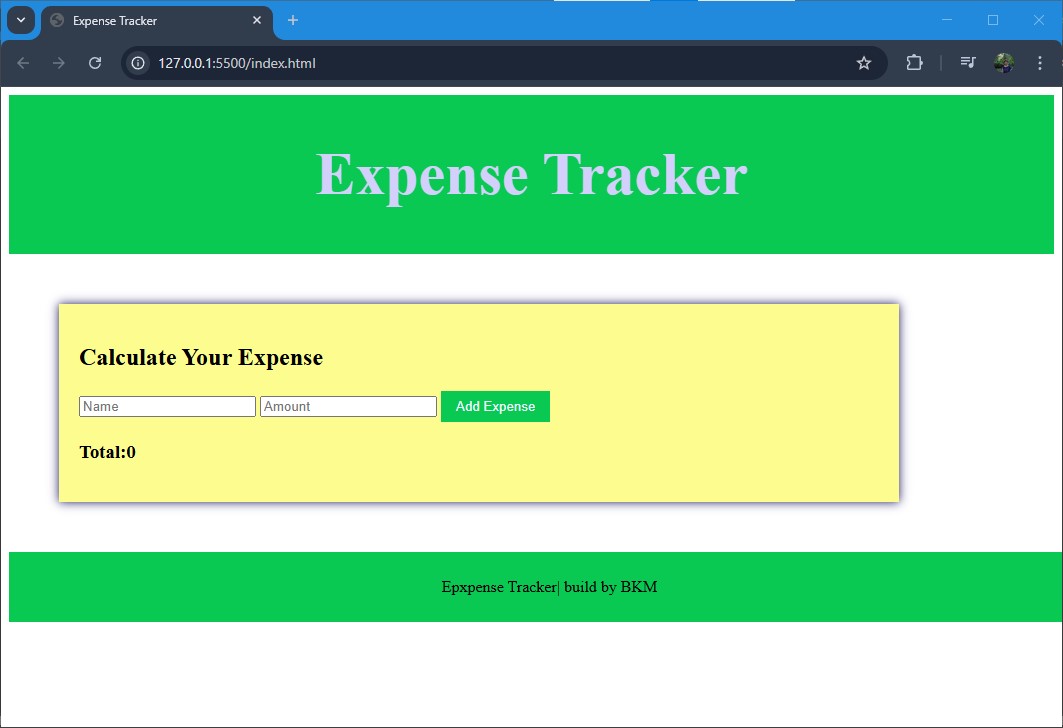 Expense Tracker
127.0.0.1:5500/index.html
Expense Tracker
Calculate Your Expense
Name Amount Add Expense
Total:0
Epxpense Tracker| build by BKM